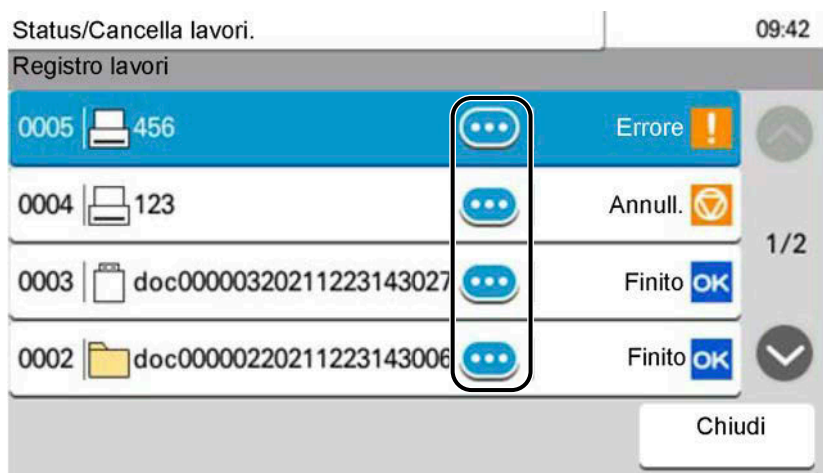 Status/Cancella lavori. 09:42
Registro lavori
0005 456 Errore !
0004 123 Annull.
1/2
0003 doc00000320211223143027 Finito OK
0002 doc00000220211223143006 Finito OK
Chiudi